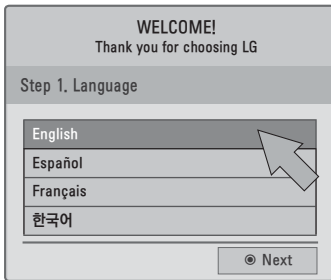 WELCOME!
Thank you for choosing LG
Step 1. Language
English
Español
Français
한국어
◉ Next